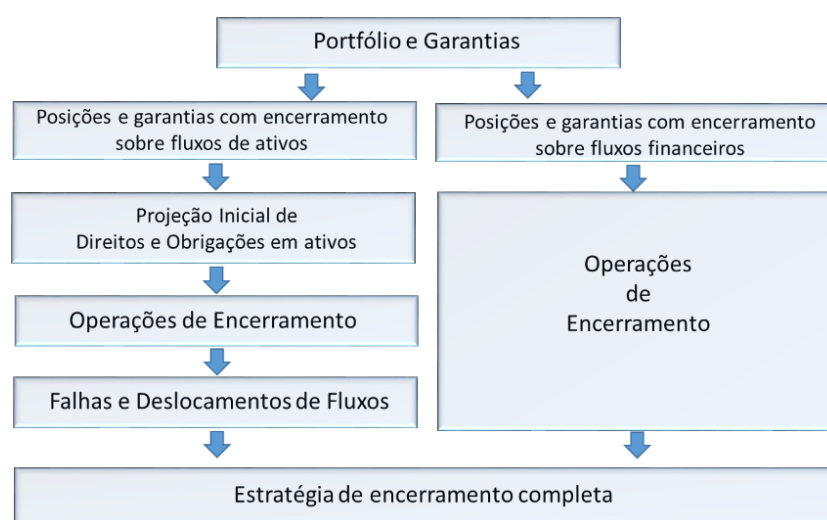 Portfólio e Garantias
Posições e garantias com encerramento
sobre fluxos de ativos
Posições e garantias com encerramento
sobre fluxos financeiros
Projeção Inicial de
Direitos e Obrigações em ativos
Operações de Encerramento
Falhas e Deslocamentos de Fluxos
Operações
de
Encerramento
Estratégia de encerramento completa